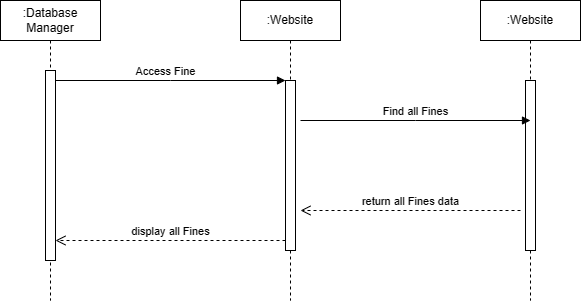 :Database
Manager
:Website
:Website
Access Fine
Find all Fines
return all Fines data
display all Fines